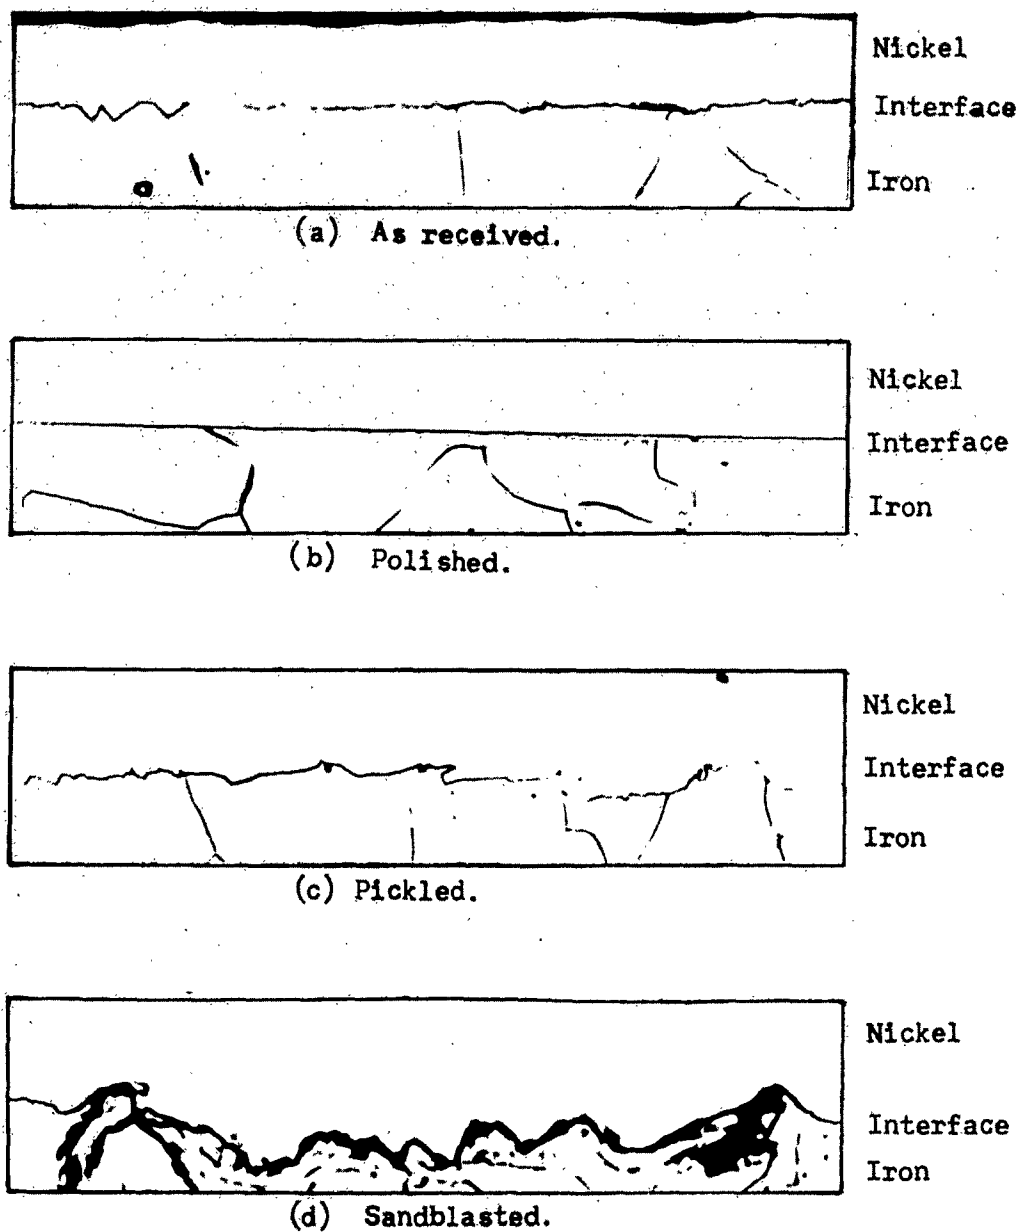 Nickel
Interface
Iron
(a) As received.
Nickel
Interface
Iron
(b) Polished.
Nickel
Interface
Iron
(c) Pickled.
Nickel
Interface
Iron
(d) Sandblasted.